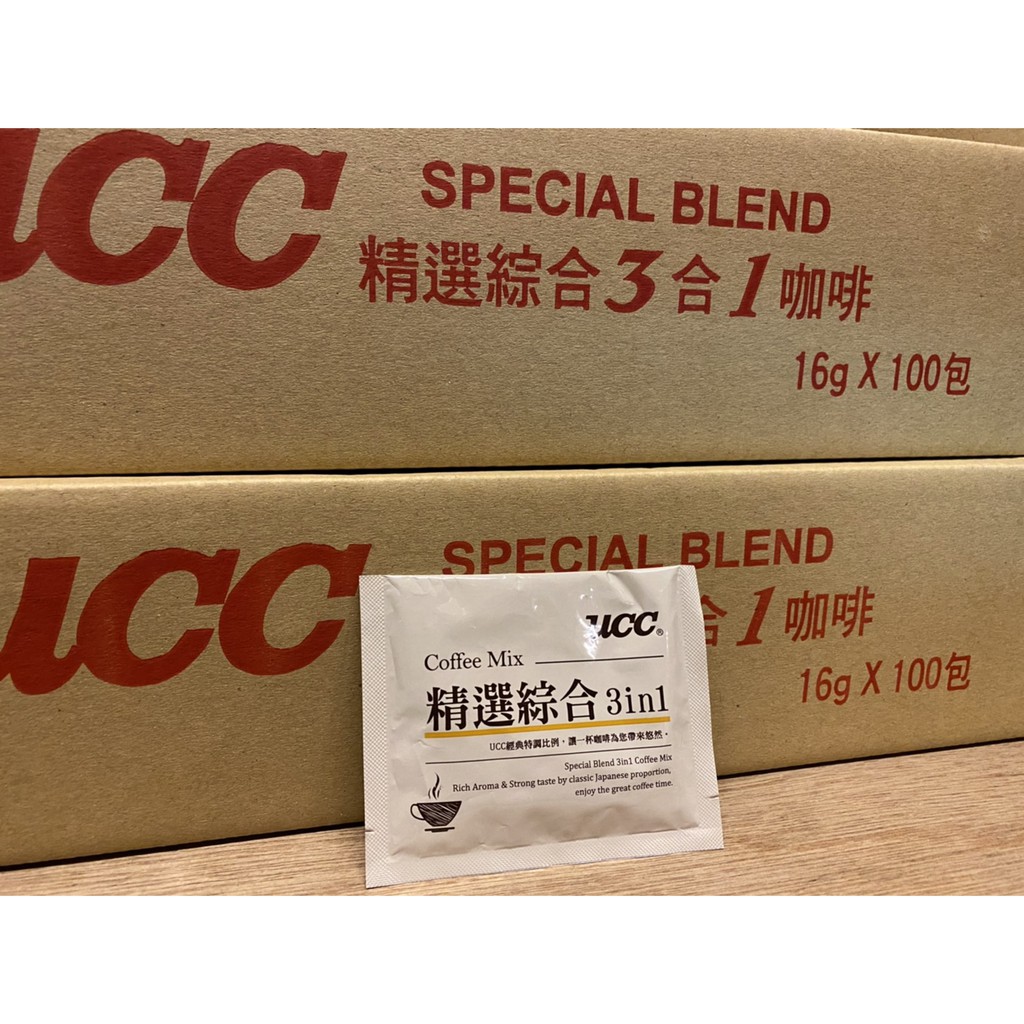 ucc
SPECIAL BLEND
精選綜合3合1咖啡
16g X 100包
ucc
SPECIAL BLEND
合1咖啡
16g X 100包
ucc®
Coffee Mix
精選綜合3in1
UCC經典特調比例，讓一杯咖啡為您帶來悠然。
Special Blend 3in1 Coffee Mix
Rich Aroma & Strong taste by classic Japanese proportion,
enjoy the great coffee time.